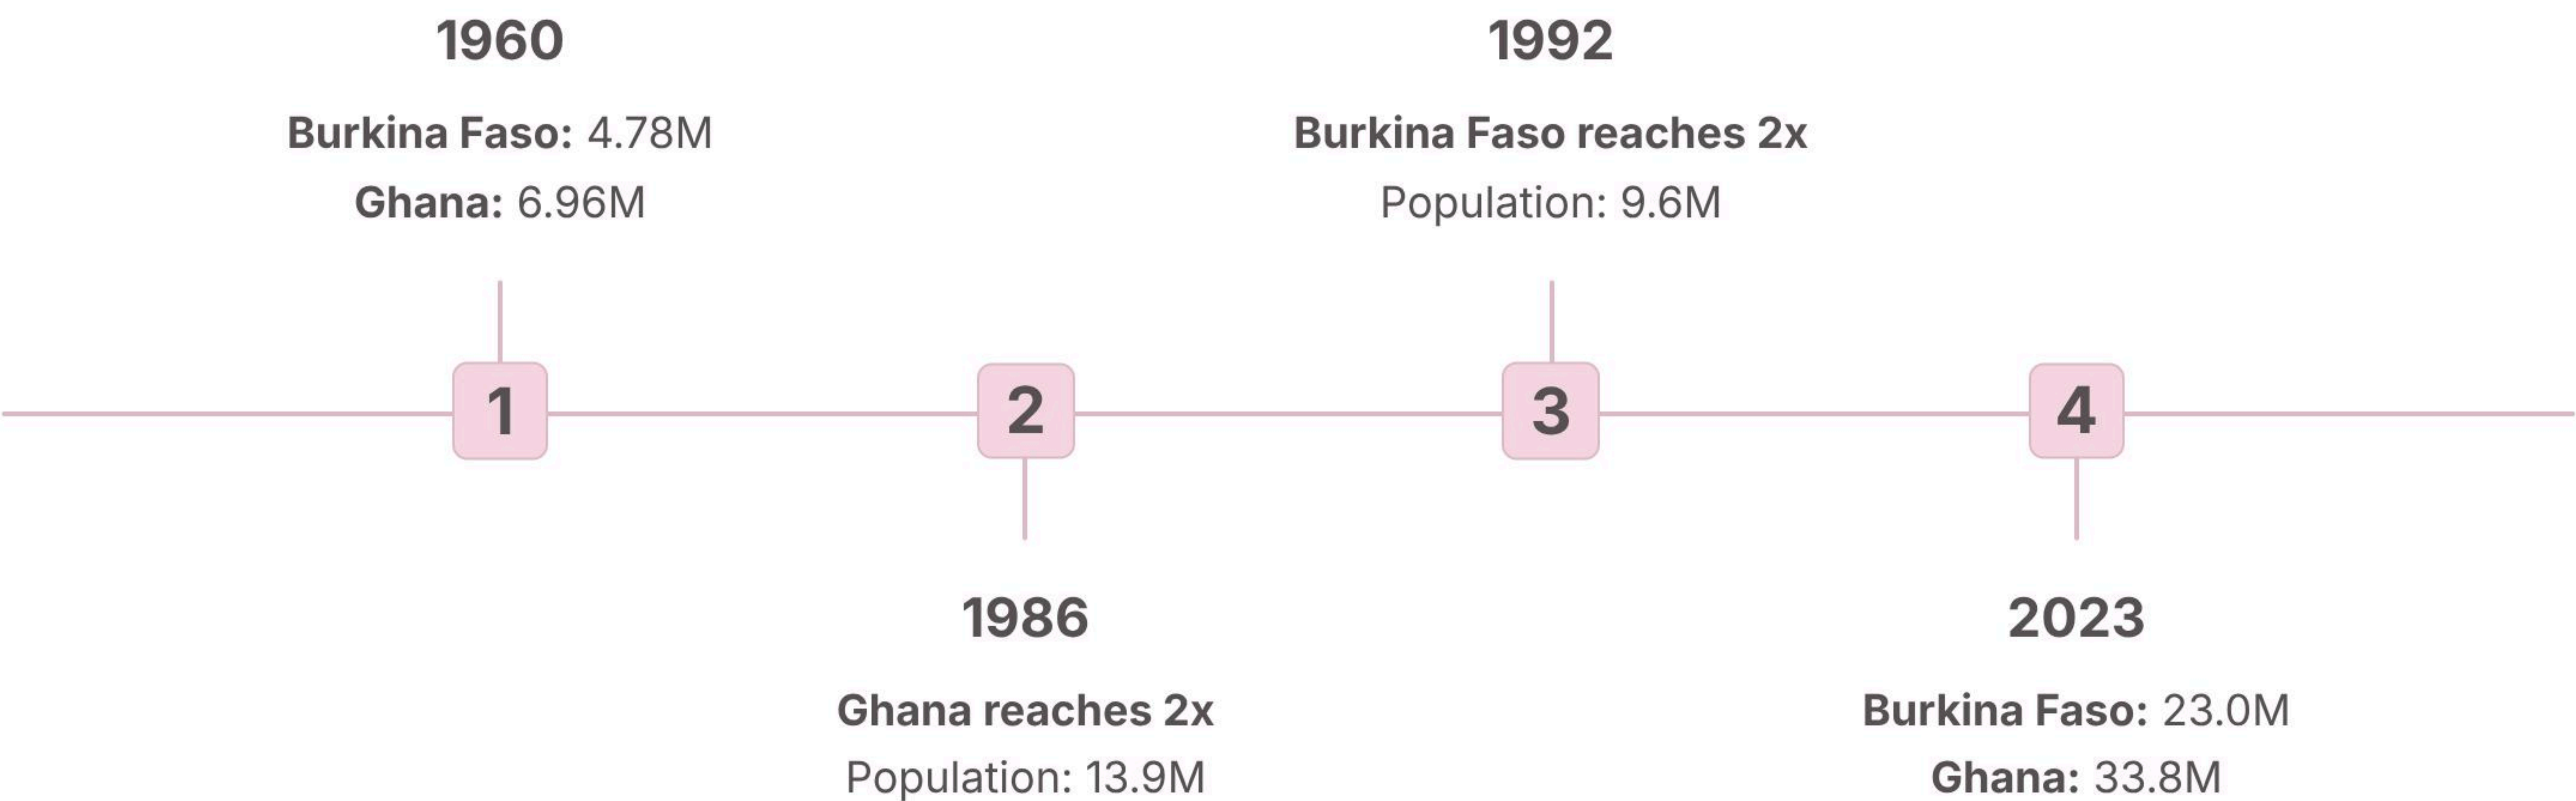 1960
Burkina Faso: 4.78M
Ghana: 6.96M
1992
Burkina Faso reaches 2x
Population: 9.6M
1
2
3
4
1986
Ghana reaches 2x
Population: 13.9M
2023
Burkina Faso: 23.0M
Ghana: 33.8M